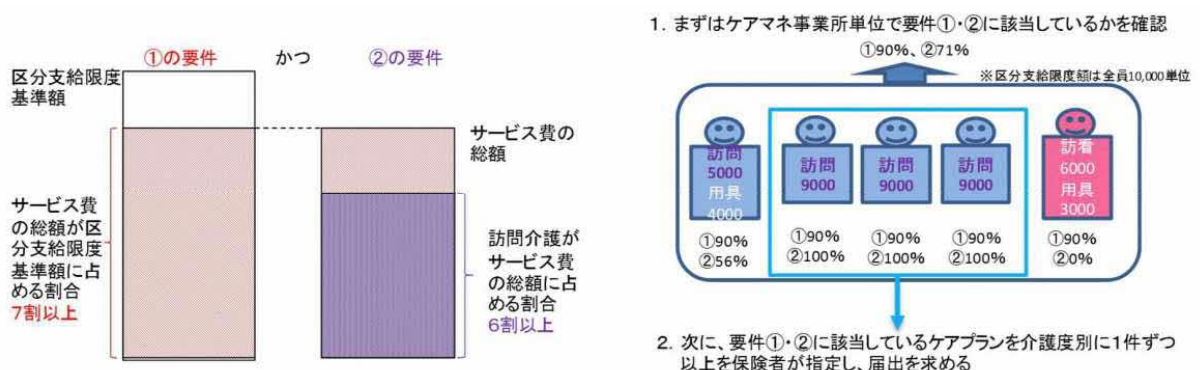 ①の要件
かつ
②の要件
区分支給限度
基準額
サービス費の
総額
サービス費
の総額が区
分支給限度
基準額に占
める割合
7割以上
訪問介護が
サービス費
の総額に占
める割合
6割以上
1. まずはケアマネ事業所単位で要件①・②に該当しているかを確認
①90%、②71%
※区分支給限度額は全員10,000単位
訪問
5000
用具
4000
①90%
②56%
訪問
9000
①90%
②100%
訪問
9000
①90%
②100%
訪問
9000
①90%
②100%
訪看
6000
用具
3000
①90%
②0%
2. 次に、要件①・②に該当しているケアプランを介護度別に1件ずつ
以上を保険者が指定し、届出を求める